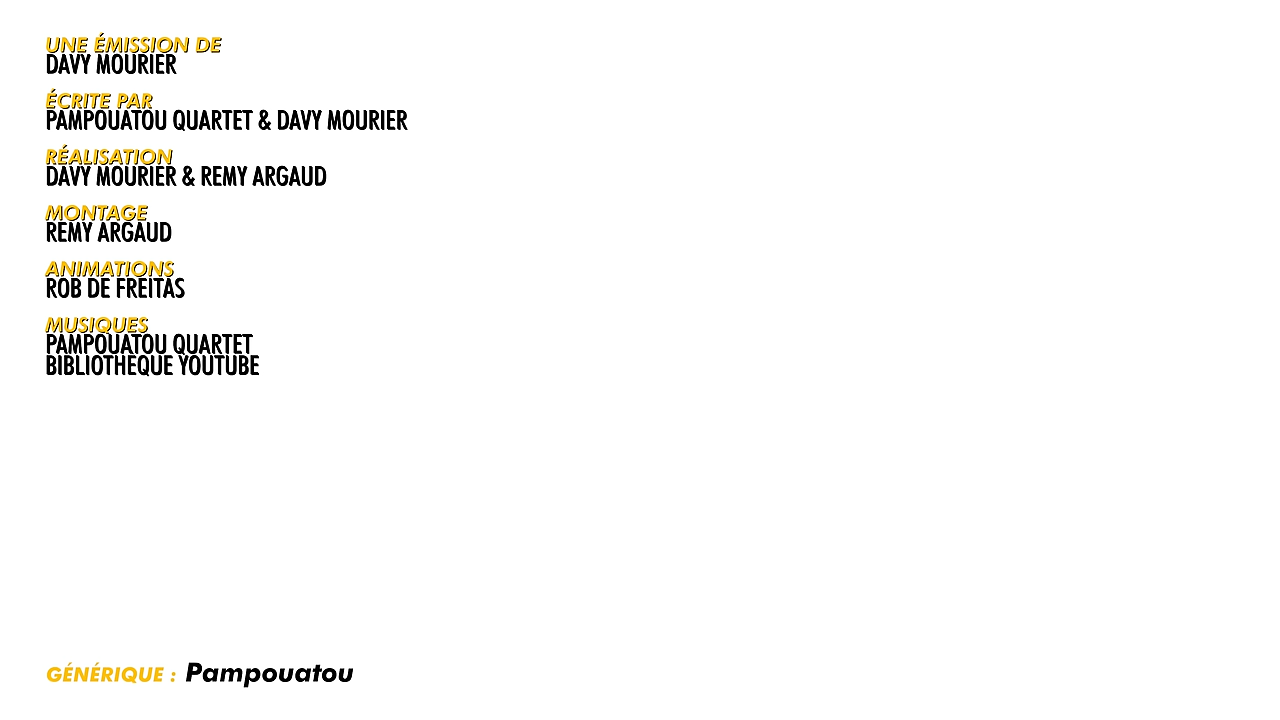 UNE ÉMISSION DE
DAVY MOURIER
ÉCRITE PAR
PAMPOUATOU QUARTET & DAVY MOURIER
RÉALISATION
DAVY MOURIER & REMY ARGAUD
MONTAGE
REMY ARGAUD
ANIMATIONS
ROB DE FREITAS
MUSIQUES
PAMPOUATOU QUARTET
BIBLIOTHÈQUE YOUTUBE
GÉNÉRIQUE : Pampouatou